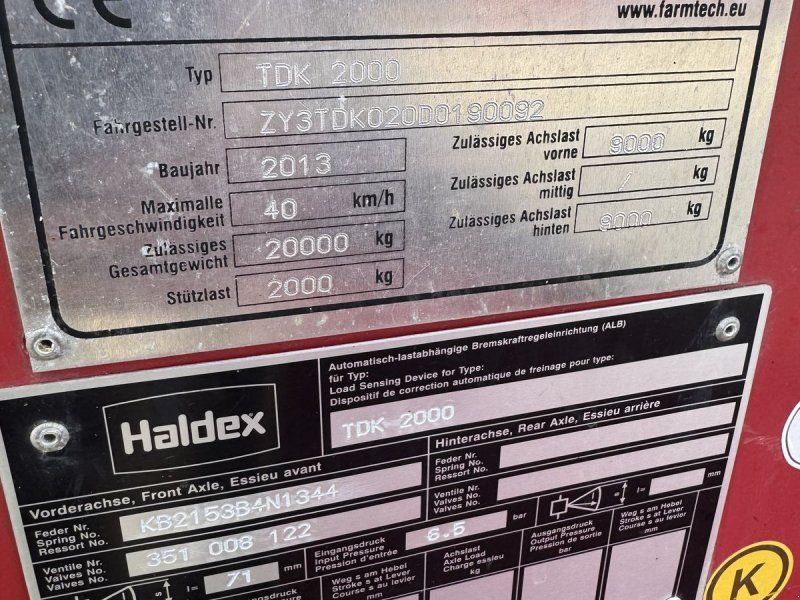 CE
www.farmtech.eu
Typ TDK 2000
Fahrgestell-Nr. ZY3TDK020D0190092
Baujahr 2013
Maximalle Fahrgeschwindigkeit 40 km/h
Zulässiges Gesamtgewicht 20000 kg
Stützlast 2000 kg
Zulässiges Achslast vorne 9000 kg
Zulässiges Achslast mittig / kg
Zulässiges Achslast hinten 9000 kg
Haldex
Automatisch-lastabhängige Bremskraftregeleinrichtung (ALB)
für Typ:
Load Sensing Device for Type:
Dispositif de correction automatique de freinage pour type:
TDK 2000
Vorderachse, Front Axle, Essieu avant
Feder Nr.
Spring No.
Ressort No.
KB2153B4N1344
Ventile Nr.
Valves No.
Valves No.
351 008 122
71 mm
Eingangsdruck
Input Pressure
Pression d'entrée
6.5 bar
Hinterachse, Rear Axle, Essieu arrière
Feder Nr.
Spring No.
Ressort No.
Ventile Nr.
Valves No.
Valves No.
s l= mm
Weg s am Hebel
Stroke s at Lever
Course s au levier
mm
Achslast
Axle Load
Charge essieu
kg
Ausgangsdruck
Output Pressure
Pression de sortie
bar
Weg s am Hebel
Stroke s at Lever
Course s au levier
mm
K